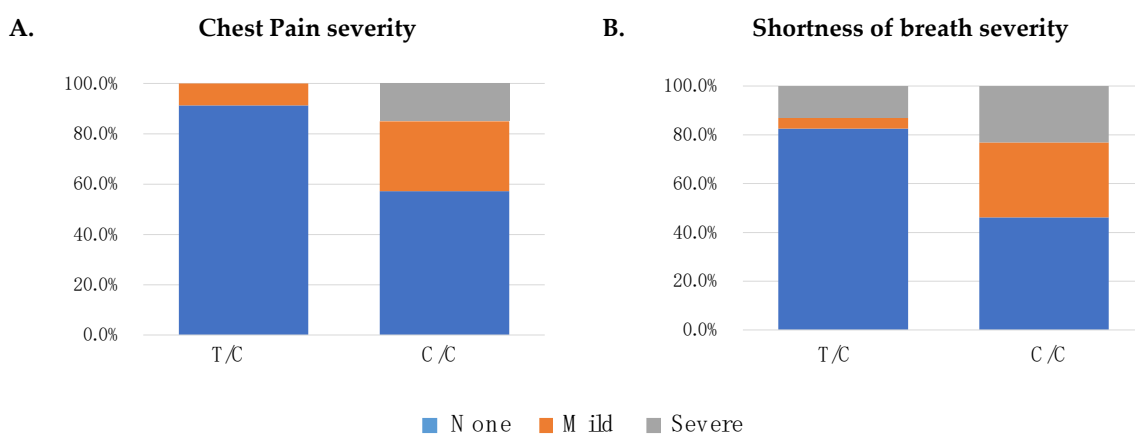 A. Chest Pain severity
100.0%
80.0%
60.0%
40.0%
20.0%
0.0%
T/C C/C
B. Shortness of breath severity
100.0%
80.0%
60.0%
40.0%
20.0%
0.0%
T/C C/C
None Mild Severe